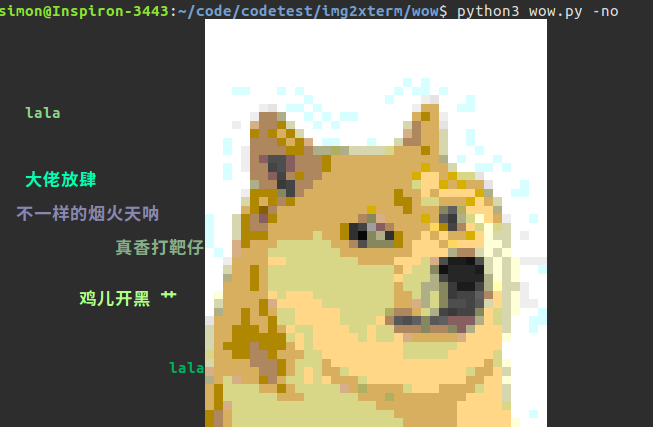 simon@Inspiron-3443:~/code/codetest/img2xterm/wow$ python3 wow.py -no
lala
大佬放肆
不一样的烟火天呐
真香打靶仔
鸡儿开黑 艹
lala